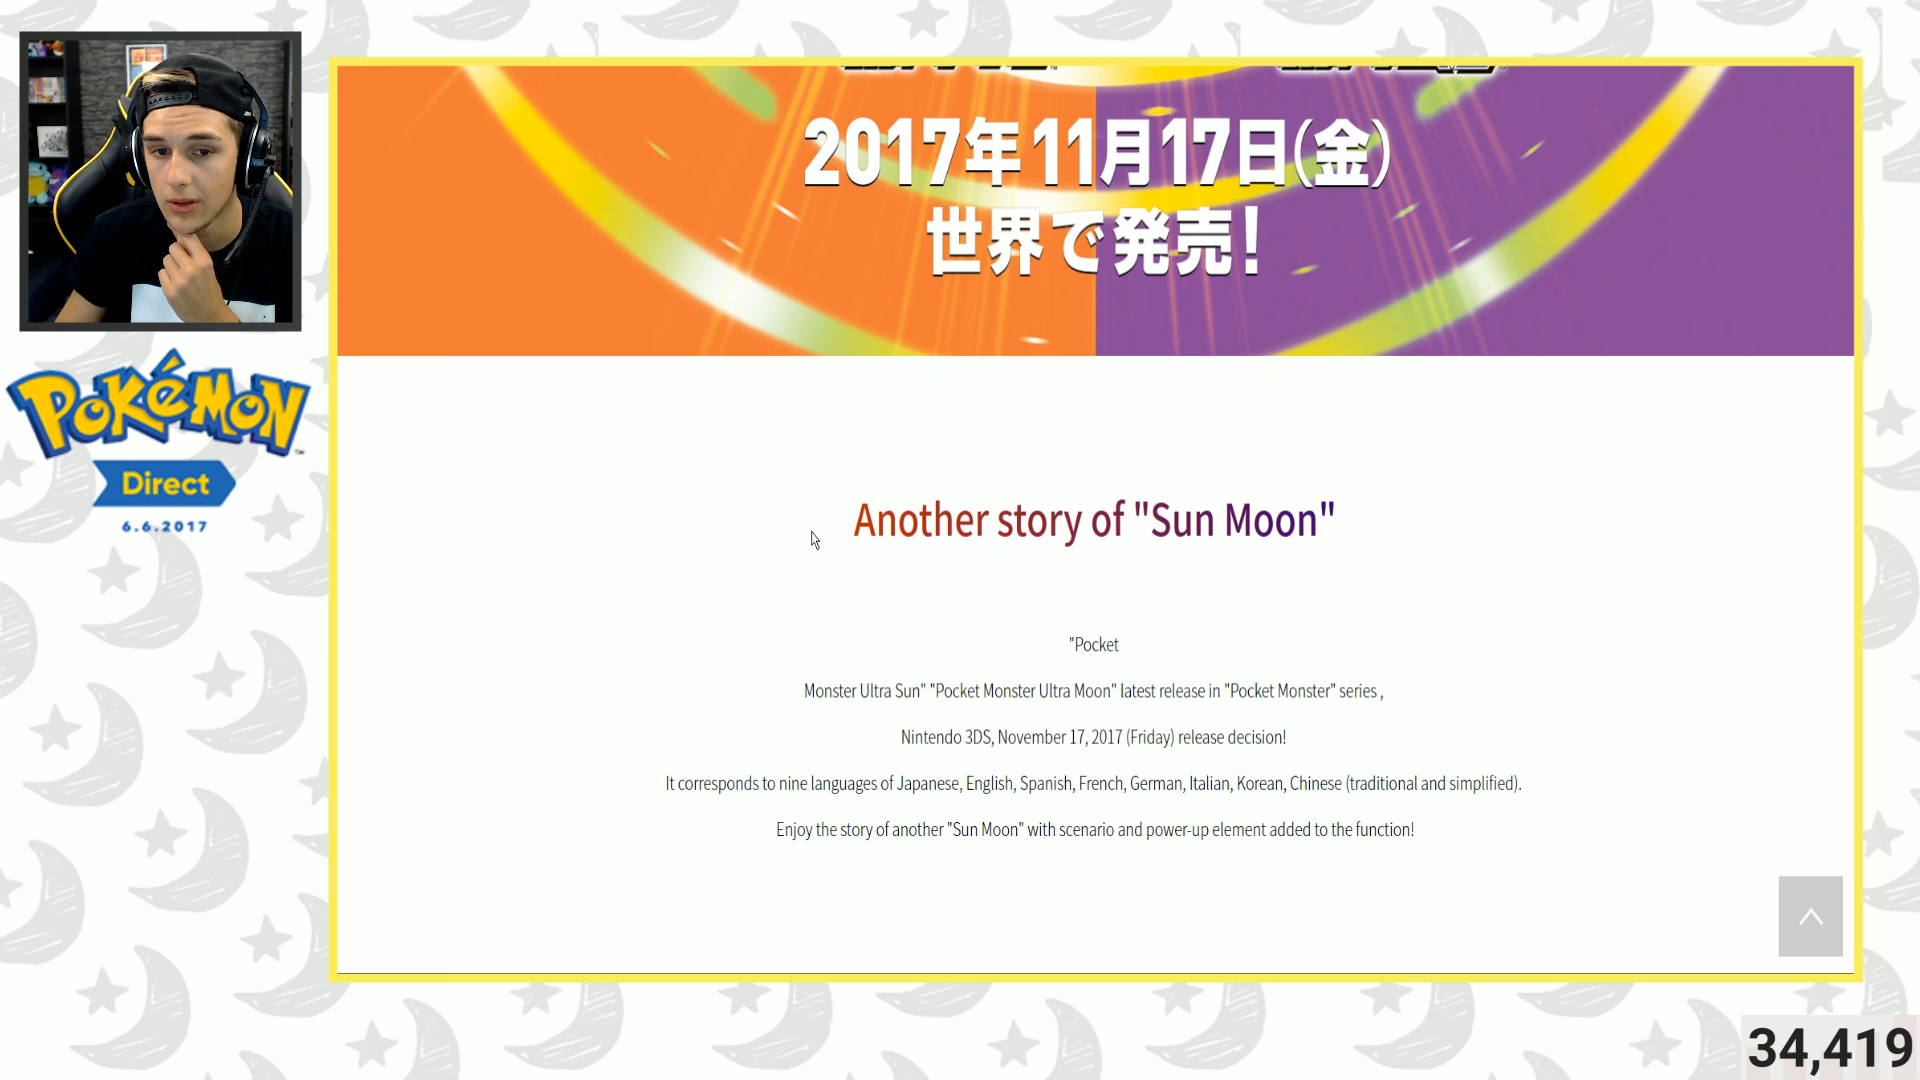 POKéMON
Direct
6.6.2017
2017年11月17日(金)
世界で発売!
Another story of "Sun Moon"
"Pocket
Monster Ultra Sun" "Pocket Monster Ultra Moon" latest release in "Pocket Monster" series ,
Nintendo 3DS, November 17, 2017 (Friday) release decision!
It corresponds to nine languages of Japanese, English, Spanish, French, German, Italian, Korean, Chinese (traditional and simplified).
Enjoy the story of another "Sun Moon" with scenario and power-up element added to the function!
34,419